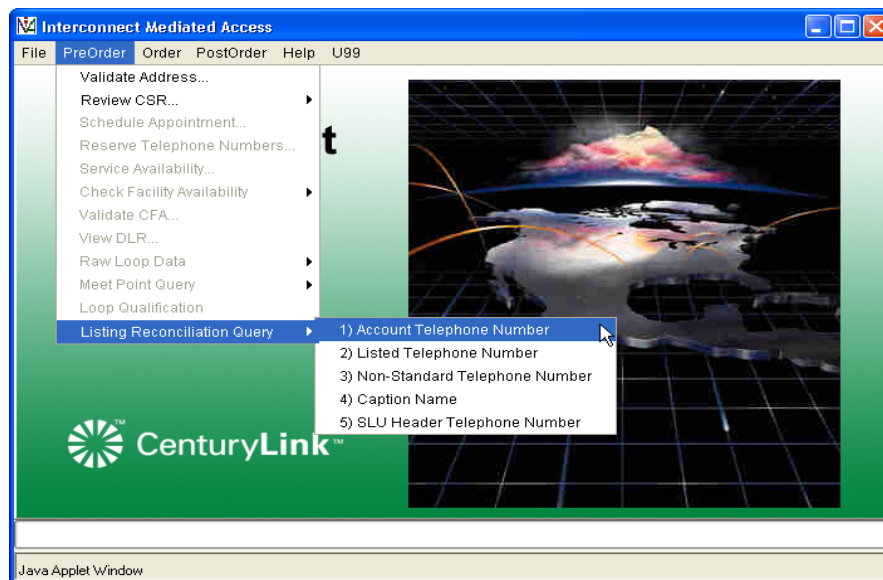 Interconnect Mediated Access
File PreOrder Order PostOrder Help U99
Validate Address...
Review CSR...
Schedule Appointment...
Reserve Telephone Numbers...
Service Availability...
Check Facility Availability
Validate CFA...
View DLR...
Raw Loop Data
Meet Point Query
Loop Qualification
Listing Reconciliation Query
1) Account Telephone Number
2) Listed Telephone Number
3) Non-Standard Telephone Number
4) Caption Name
5) SLU Header Telephone Number
t
CenturyLink™
Java Applet Window